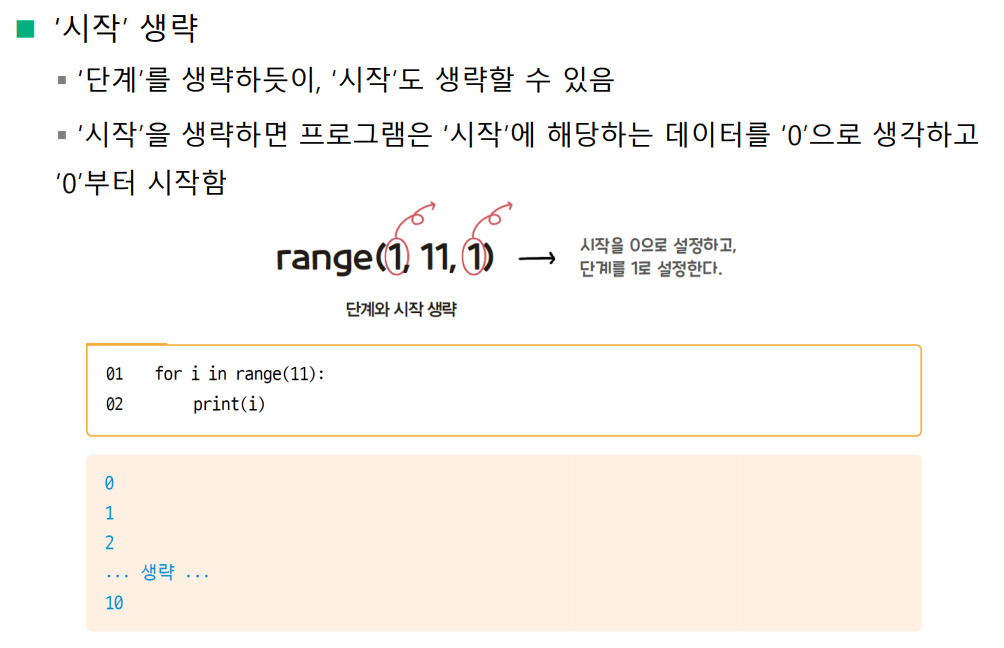 ‘시작’ 생략
‘단계’를 생략하듯이, ‘시작’도 생략할 수 있음
‘시작’을 생략하면 프로그램은 ‘시작’에 해당하는 데이터를 ‘0’으로 생각하고
‘0’부터 시작함
range(1, 11, 1) → 시작을 0으로 설정하고,
단계를 1로 설정한다.
단계와 시작 생략
01 for i in range(11):
02 print(i)
0
1
2
... 생략 ...
10